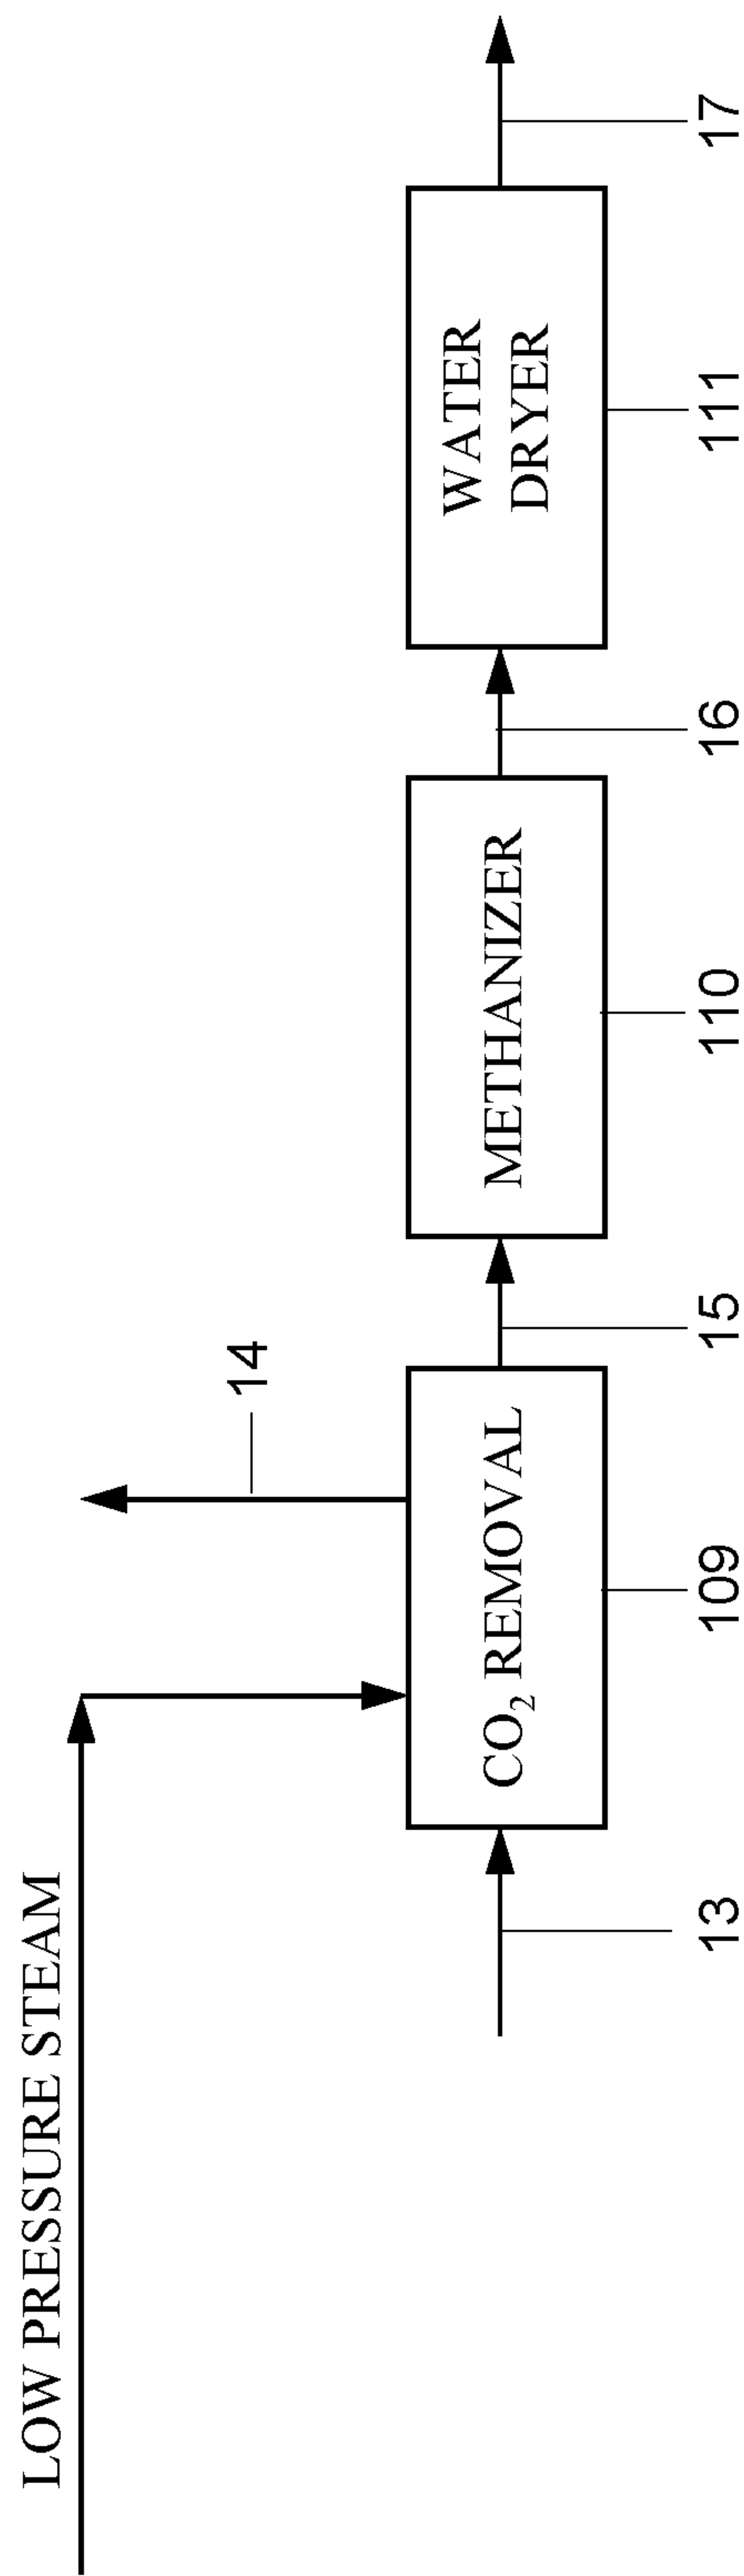 LOW PRESSURE STEAM
14
CO₂ REMOVAL
METHANIZER
WATER
DRYER
13
109
15
110
16
111
17